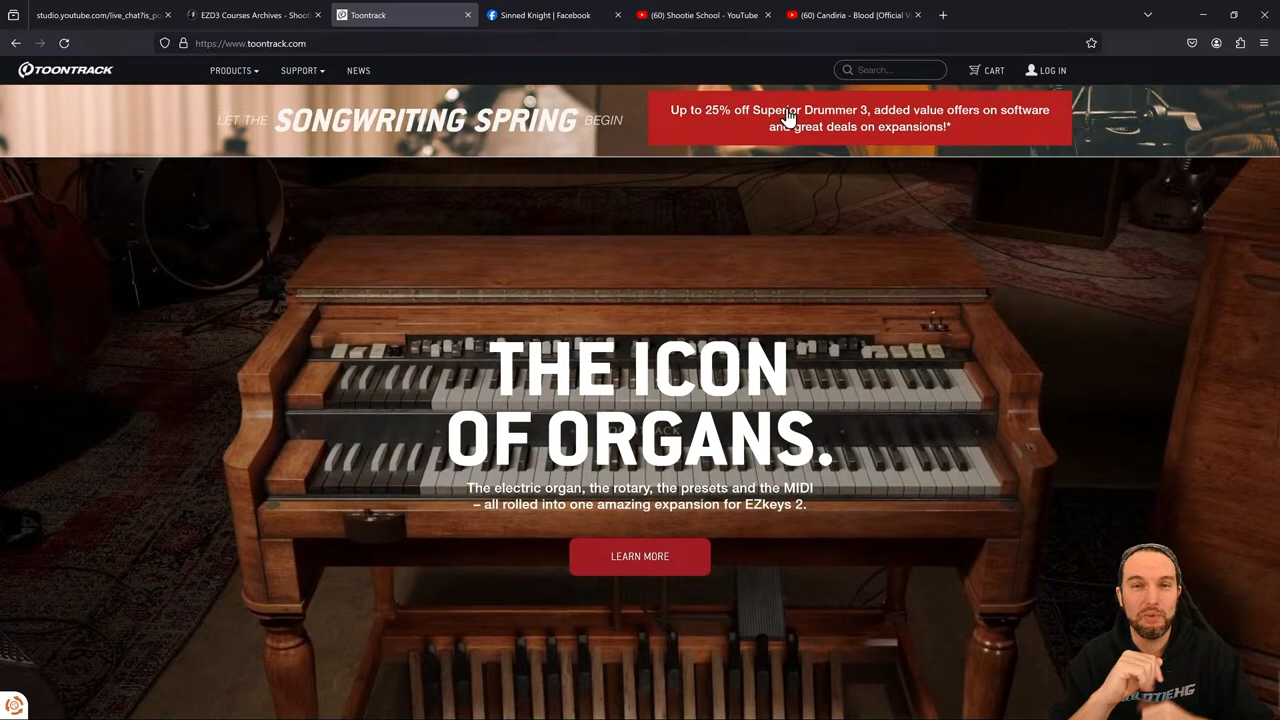 studio.youtube.com/live_chat?is_po
EZD3 Courses Archives - Shooti
Toontrack
Sinned Knight | Facebook
(60) Shootie School - YouTube
(60) Candiria - Blood [Official Vi
https://www.toontrack.com
TOONTRACK
PRODUCTS
SUPPORT
NEWS
Search...
CART
LOG IN
LET THE SONGWRITING SPRING BEGIN
Up to 25% off Superior Drummer 3, added value offers on software
and great deals on expansions!*
THE ICON
OF ORGANS.
The electric organ, the rotary, the presets and the MIDI
– all rolled into one amazing expansion for EZkeys 2.
LEARN MORE